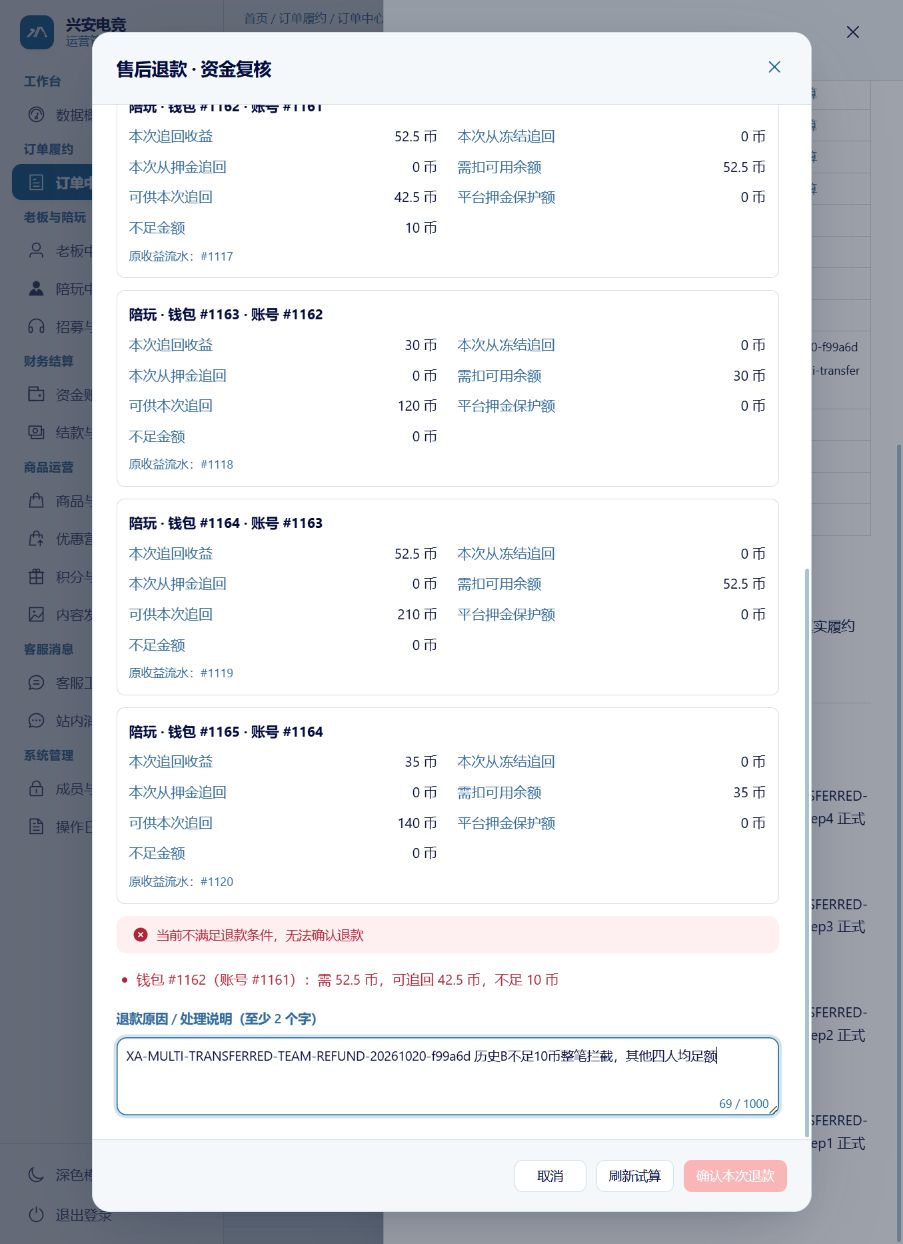 兴安电竞
运营
首页 / 订单履约 / 订单中心
工作台
数据概
订单履约
订单中
老板与陪玩
老板中
陪玩中
招募与
财务结算
资金账
结款与
商品运营
商品与
优惠营
积分与
内容发
客服消息
客服工
站内消
系统管理
成员与
操作日
深色模
退出登录
售后退款 · 资金复核
陪玩 · 钱包 #1162 · 账号 #1161
本次追回收益 52.5 币 本次从冻结追回 0 币
本次从押金追回 0 币 需扣可用余额 52.5 币
可供本次追回 42.5 币 平台押金保护额 0 币
不足金额 10 币
原收益流水：#1117
陪玩 · 钱包 #1163 · 账号 #1162
本次追回收益 30 币 本次从冻结追回 0 币
本次从押金追回 0 币 需扣可用余额 30 币
可供本次追回 120 币 平台押金保护额 0 币
不足金额 0 币
原收益流水：#1118
陪玩 · 钱包 #1164 · 账号 #1163
本次追回收益 52.5 币 本次从冻结追回 0 币
本次从押金追回 0 币 需扣可用余额 52.5 币
可供本次追回 210 币 平台押金保护额 0 币
不足金额 0 币
原收益流水：#1119
陪玩 · 钱包 #1165 · 账号 #1164
本次追回收益 35 币 本次从冻结追回 0 币
本次从押金追回 0 币 需扣可用余额 35 币
可供本次追回 140 币 平台押金保护额 0 币
不足金额 0 币
原收益流水：#1120
当前不满足退款条件，无法确认退款
钱包 #1162（账号 #1161）：需 52.5 币，可追回 42.5 币，不足 10 币
退款原因 / 处理说明（至少 2 个字）
XA-MULTI-TRANSFERRED-TEAM-REFUND-20261020-f99a6d 历史B不足10币整笔拦截，其他四人均足额
69 / 1000
取消 刷新试算 确认本次退款
算
算
算
算
0-f99a6d
i-transfer
实履约
SFERRED-
ep4 正式
SFERRED-
ep3 正式
SFERRED-
ep2 正式
SFERRED-
ep1 正式